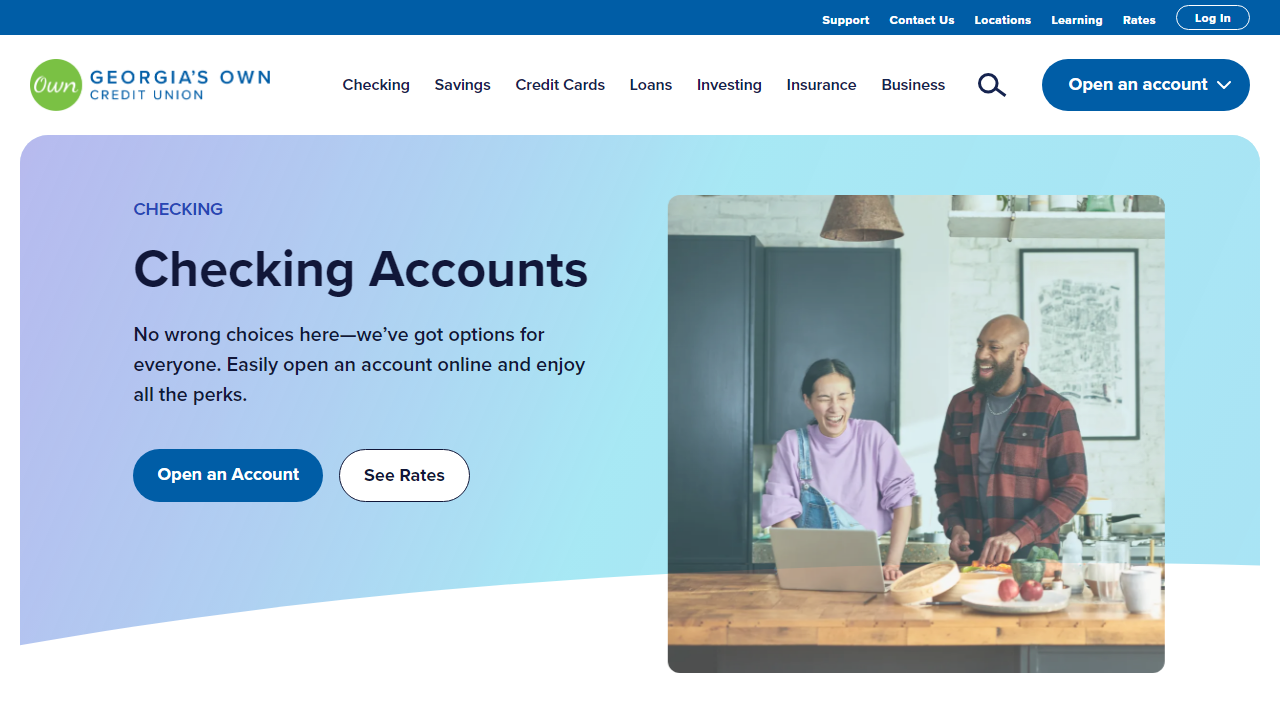 Support Contact Us Locations Learning Rates Log In
Own GEORGIA'S OWN
CREDIT UNION
Checking Savings Credit Cards Loans Investing Insurance Business
Open an account
CHECKING
Checking Accounts
No wrong choices here—we’ve got options for
everyone. Easily open an account online and enjoy
all the perks.
Open an Account See Rates